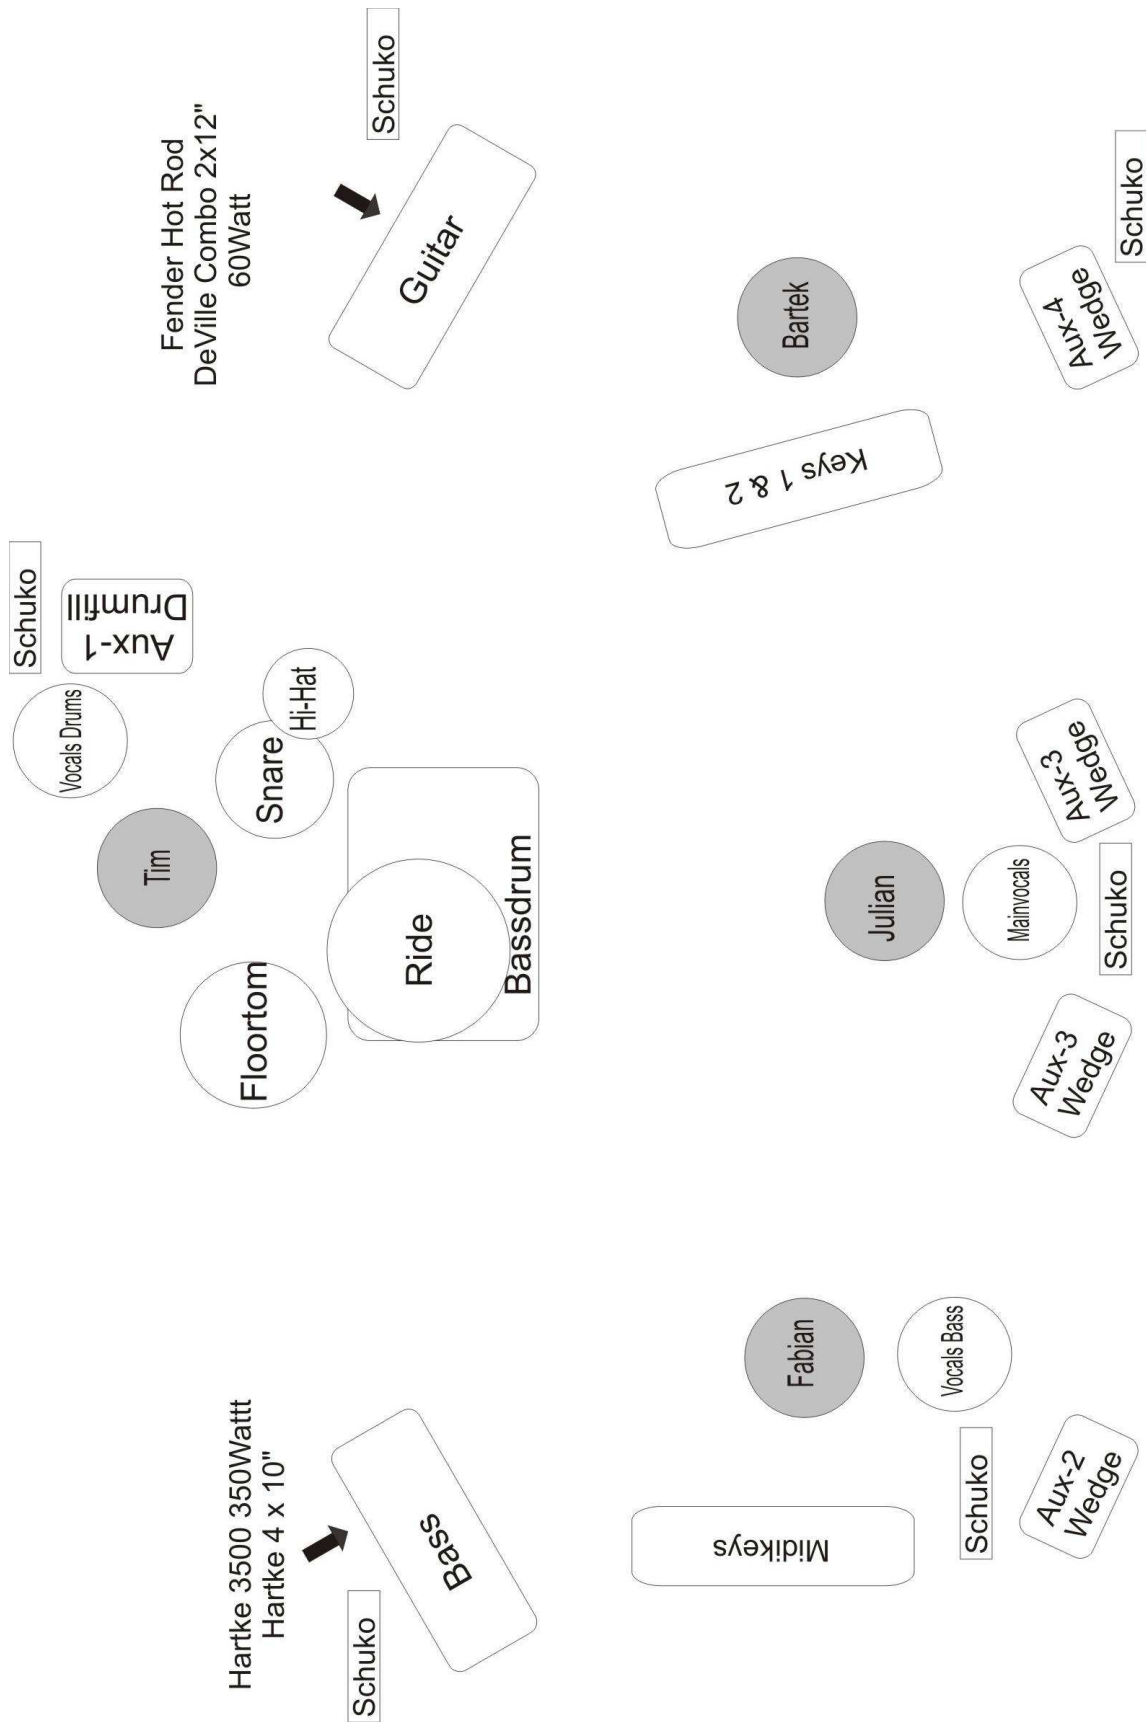 Hartke 3500 350Wattt
Hartke 4 x 10"
Schuko
Bass
Vocals Drums
Schuko
Aux-1
Drumfill
Tim
Floortom
Snare
Hi-Hat
Ride
Bassdrum
Fender Hot Rod
DeVille Combo 2x12"
60Watt
Schuko
Guitar
Midikeys
Fabian
Vocals Bass
Schuko
Aux-2
Wedge
Julian
Mainvocals
Aux-3
Wedge
Schuko
Aux-3
Wedge
Keys 1 & 2
Bartek
Aux-4
Wedge
Schuko